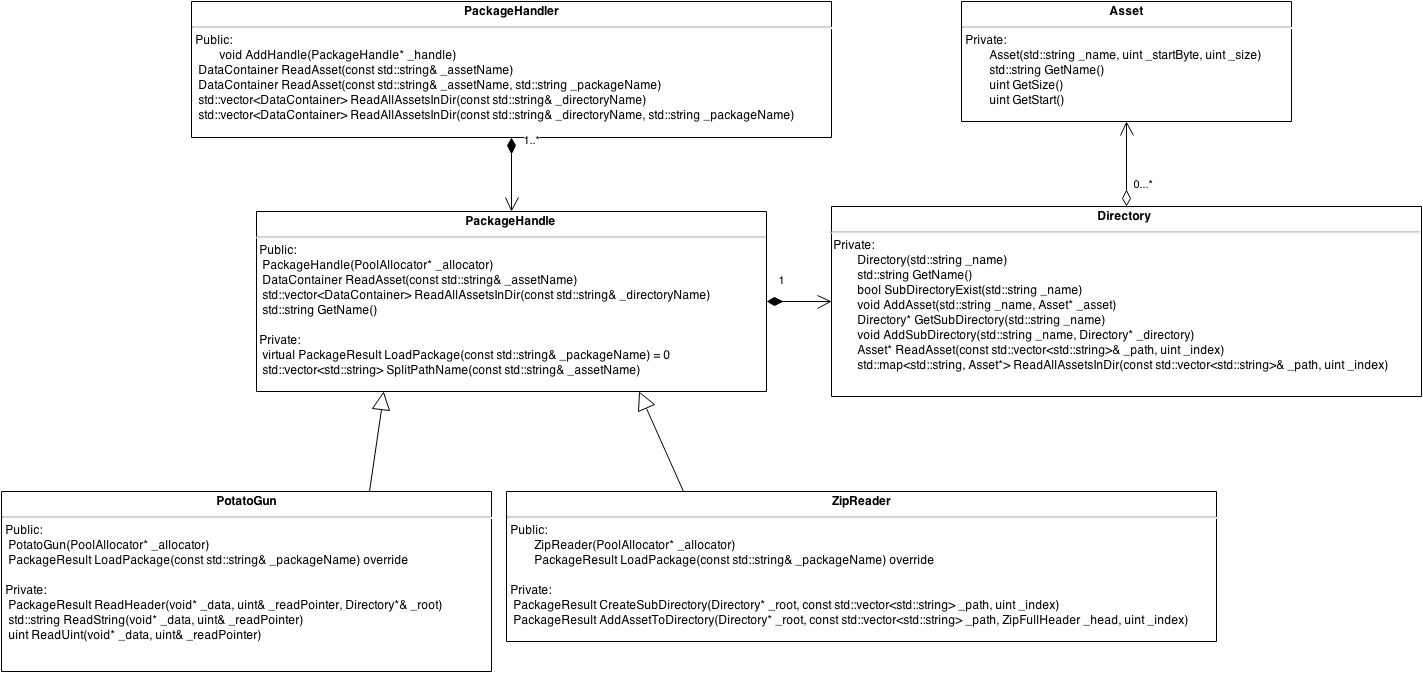 PackageHandler
Public:
void AddHandle(PackageHandle* _handle)
DataContainer ReadAsset(const std::string& _assetName)
DataContainer ReadAsset(const std::string& _assetName, std::string _packageName)
std::vector<DataContainer> ReadAllAssetsInDir(const std::string& _directoryName)
std::vector<DataContainer> ReadAllAssetsInDir(const std::string& _directoryName, std::string _packageName)
1..*
Asset
Private:
Asset(std::string _name, uint _startByte, uint _size)
std::string GetName()
uint GetSize()
uint GetStart()
0...*
PackageHandle
Public:
PackageHandle(PoolAllocator* _allocator)
DataContainer ReadAsset(const std::string& _assetName)
std::vector<DataContainer> ReadAllAssetsInDir(const std::string& _directoryName)
std::string GetName()
Private:
virtual PackageResult LoadPackage(const std::string& _packageName) = 0
std::vector<std::string> SplitPathName(const std::string& _assetName)
1
Directory
Private:
Directory(std::string _name)
std::string GetName()
bool SubDirectoryExist(std::string _name)
void AddAsset(std::string _name, Asset* _asset)
Directory* GetSubDirectory(std::string _name)
void AddSubDirectory(std::string _name, Directory* _directory)
Asset* ReadAsset(const std::vector<std::string>& _path, uint _index)
std::map<std::string, Asset*> ReadAllAssetsInDir(const std::vector<std::string>& _path, uint _index)
PotatoGun
Public:
PotatoGun(PoolAllocator* _allocator)
PackageResult LoadPackage(const std::string& _packageName) override
Private:
PackageResult ReadHeader(void* _data, uint& _readPointer, Directory*& _root)
std::string ReadString(void* _data, uint& _readPointer)
uint ReadUint(void* _data, uint& _readPointer)
ZipReader
Public:
ZipReader(PoolAllocator* _allocator)
PackageResult LoadPackage(const std::string& _packageName) override
Private:
PackageResult CreateSubDirectory(Directory* _root, const std::vector<std::string> _path, uint _index)
PackageResult AddAssetToDirectory(Directory* _root, const std::vector<std::string> _path, ZipFullHeader _head, uint _index)